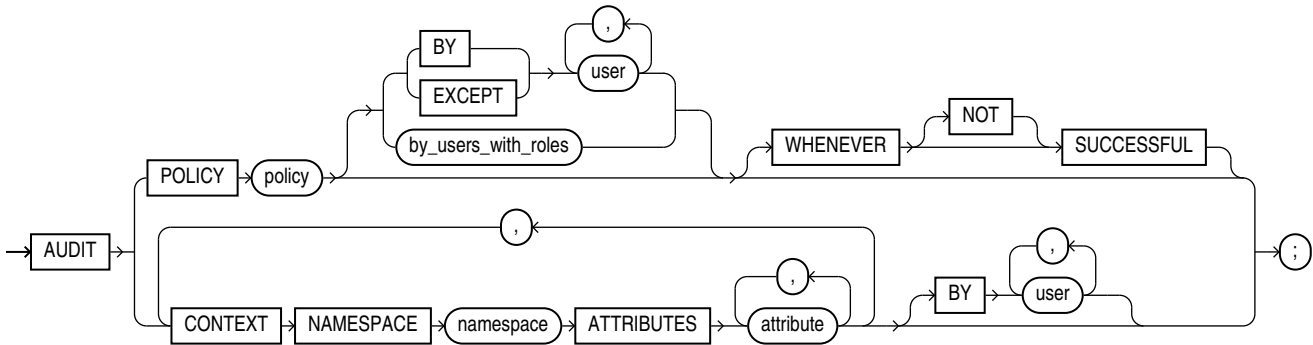 ,
BY
user
EXCEPT
NOT
by_users_with_roles
WHENEVER
SUCCESSFUL
POLICY
policy
,
AUDIT
,
;
,
BY
user
CONTEXT
NAMESPACE
namespace
ATTRIBUTES
attribute